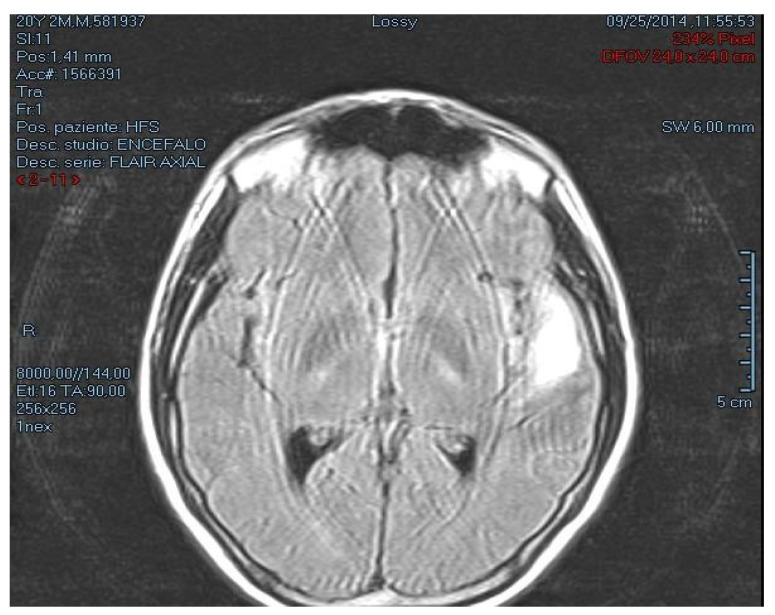 20Y 2M,M,581937
Lossy
09/25/2014 ,11:55:53
Sl:11
234% Pixel
Pos:1,41 mm
DFOV 24,0 x 24,0 cm
Acc#: 1566391
Tra
Fr:1
Pos. paziente: HFS
SW 6,00 mm
Desc. studio: ENCEFALO
Desc. serie: FLAIR AXIAL
<2-11>
R
8000,00//144,00
Etl:16 TA:90,00
256x256
1nex
5 cm